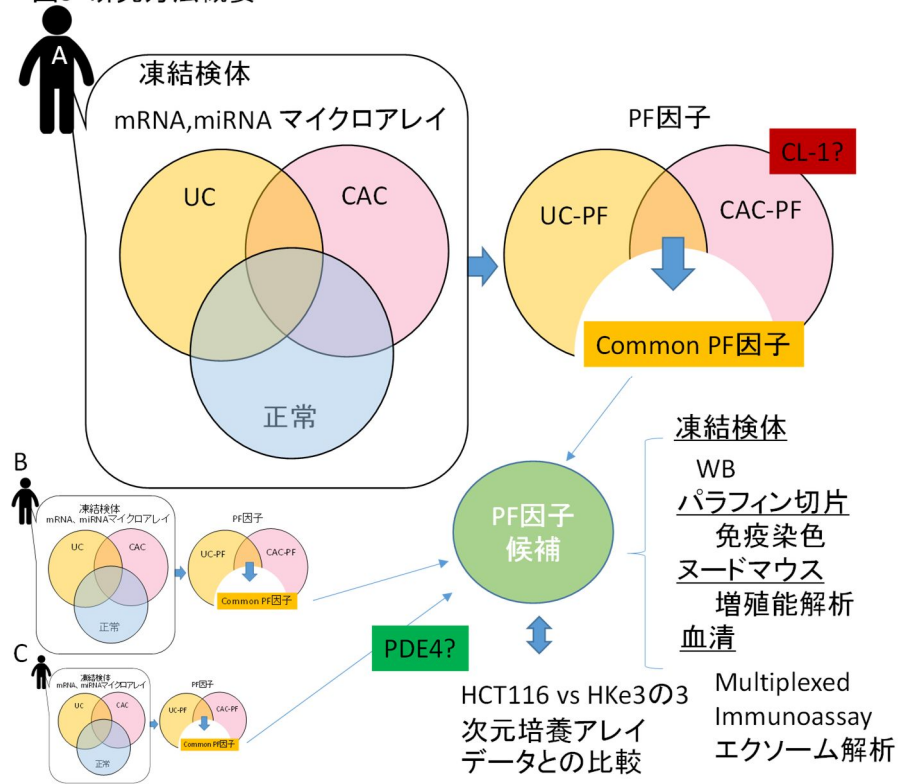 A
凍結検体
mRNA,miRNA マイクロアレイ
UC
CAC
正常
PF因子
CL-1?
UC-PF
CAC-PF
Common PF因子
B
凍結検体
mRNA、miRNAマイクロアレイ
UC
CAC
正常
PF因子
UC-PF
CAC-PF
Common PF因子
C
凍結検体
mRNA、miRNAマイクロアレイ
UC
CAC
正常
PF因子
UC-PF
CAC-PF
Common PF因子
PF因子
候補
PDE4?
HCT116 vs HKe3の3
次元培養アレイ
データとの比較
凍結検体
WB
パラフィン切片
免疫染色
ヌードマウス
増殖能解析
血清
Multiplexed
Immunoassay
エクソーム解析